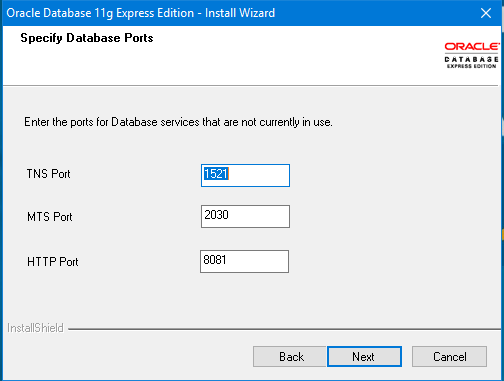 Oracle Database 11g Express Edition - Install Wizard
Specify Database Ports
ORACLE
DATABASE
EXPRESS EDITION
Enter the ports for Database services that are not currently in use.
TNS Port 1521
MTS Port 2030
HTTP Port 8081
InstallShield
Back Next Cancel